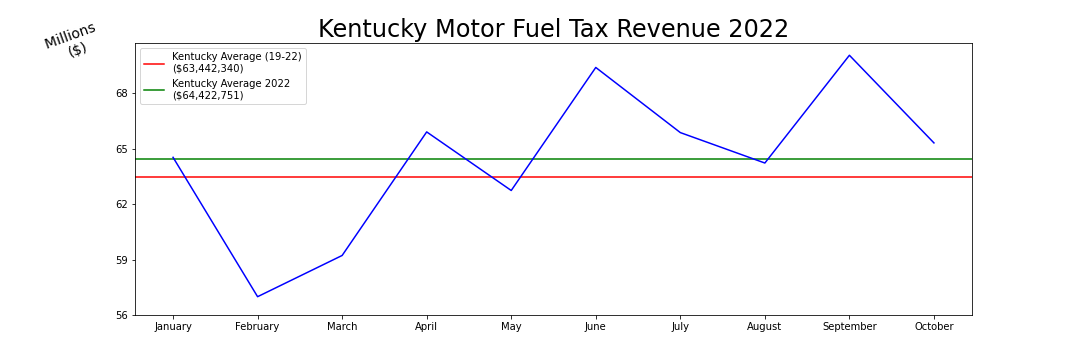 Kentucky Motor Fuel Tax Revenue 2022
Millions
($)
Kentucky Average (19-22)
($63,442,340)
Kentucky Average 2022
($64,422,751)
68
65
62
59
56
January February March April May June July August September October